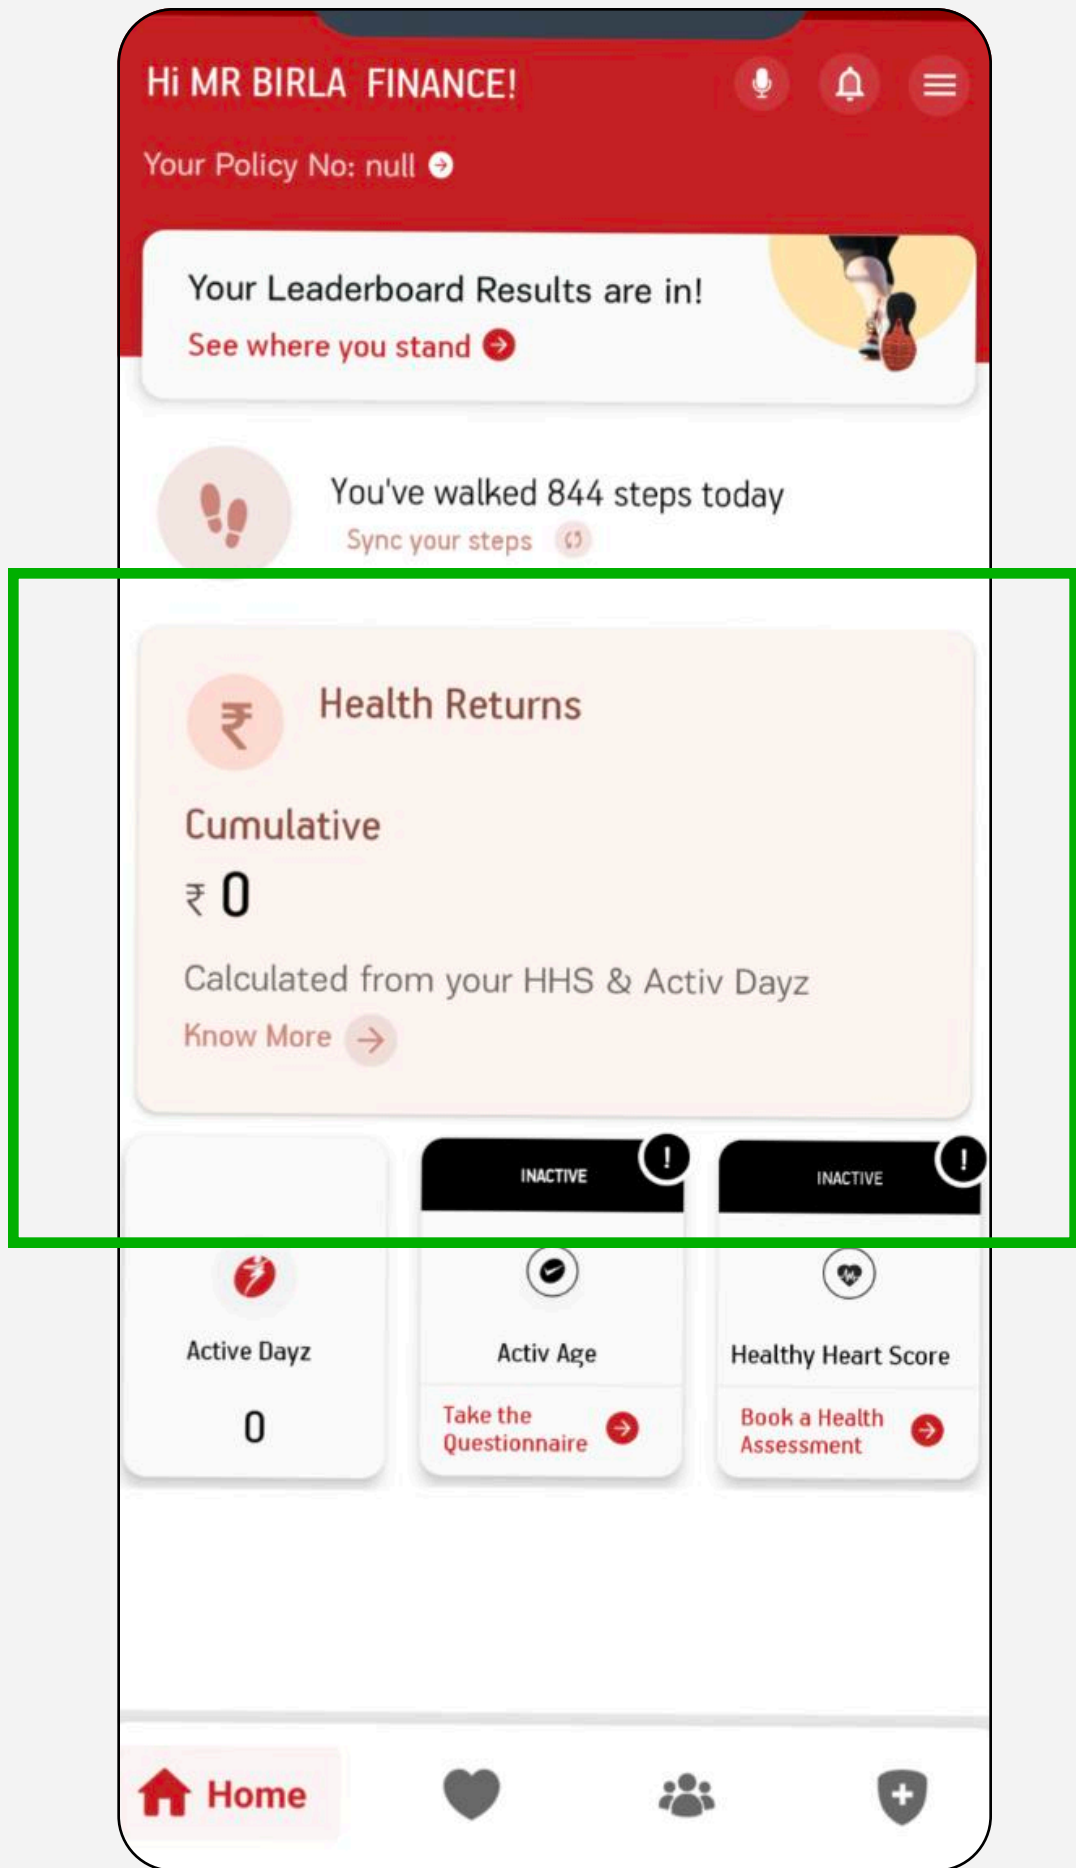 Hi MR BIRLA FINANCE!
Your Policy No: null
Your Leaderboard Results are in!
See where you stand
You've walked 844 steps today
Sync your steps
₹
Health Returns
Cumulative
₹ 0
Calculated from your HHS & Activ Dayz
Know More
INACTIVE
!
INACTIVE
!
Active Dayz
Activ Age
Healthy Heart Score
0
Take the
Questionnaire
Book a Health
Assessment
Home